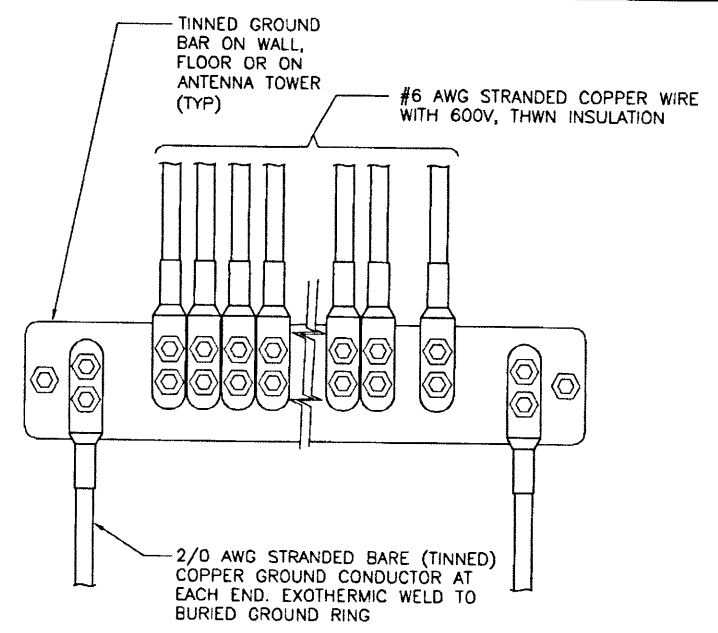 TINNED GROUND
BAR ON WALL,
FLOOR OR ON
ANTENNA TOWER
(TYP)
#6 AWG STRANDED COPPER WIRE
WITH 600V, THWN INSULATION
2/0 AWG STRANDED BARE (TINNED)
COPPER GROUND CONDUCTOR AT
EACH END. EXOTHERMIC WELD TO
BURIED GROUND RING